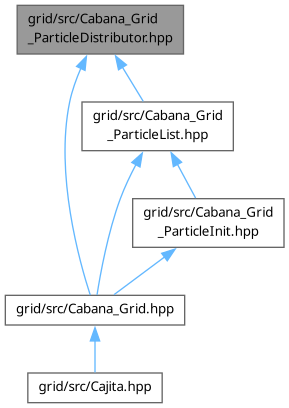 grid/src/Cabana_Grid
_ParticleDistributor.hpp
grid/src/Cabana_Grid
_ParticleList.hpp
grid/src/Cabana_Grid
_ParticleInit.hpp
grid/src/Cabana_Grid.hpp
grid/src/Cajita.hpp